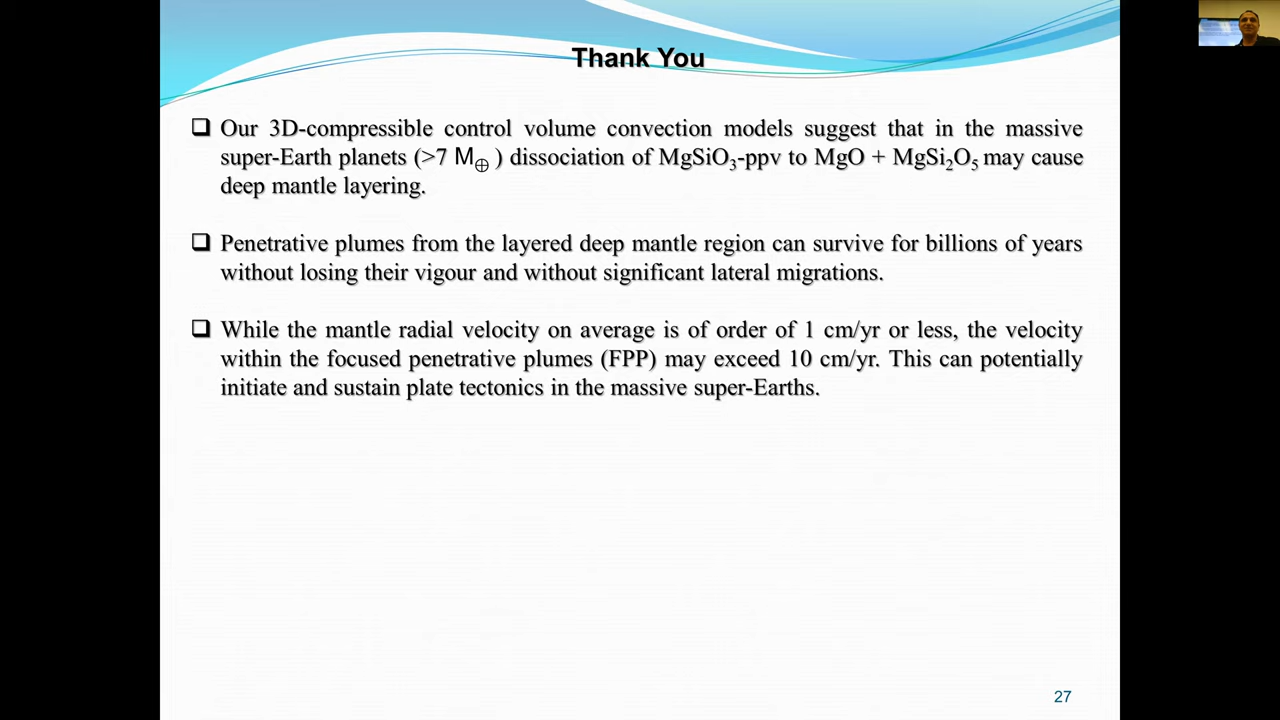 Thank You
❑ Our 3D-compressible control volume convection models suggest that in the massive
super-Earth planets (>7 M⊕ ) dissociation of MgSiO₃-ppv to MgO + MgSi₂O₅ may cause
deep mantle layering.
❑ Penetrative plumes from the layered deep mantle region can survive for billions of years
without losing their vigour and without significant lateral migrations.
❑ While the mantle radial velocity on average is of order of 1 cm/yr or less, the velocity
within the focused penetrative plumes (FPP) may exceed 10 cm/yr. This can potentially
initiate and sustain plate tectonics in the massive super-Earths.
27